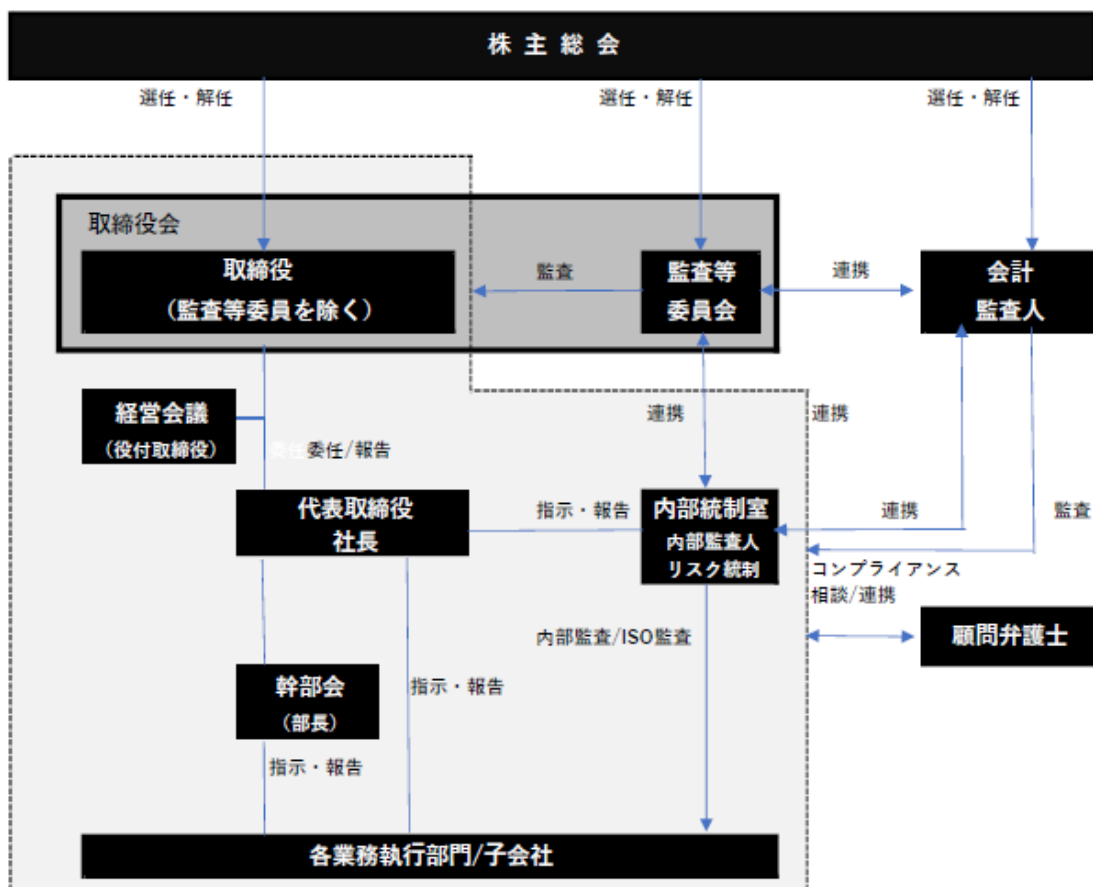 株主総会
選任・解任
選任・解任
選任・解任
取締役会
取締役
（監査等委員を除く）
監査
監査等
委員会
連携
会計
監査人
経営会議
（役付取締役）
委任委任/報告
連携
連携
代表取締役
社長
指示・報告
内部統制室
内部監査人
リスク統制
連携
監査
コンプライアンス
相談/連携
内部監査/ISO監査
顧問弁護士
幹部会
（部長）
指示・報告
指示・報告
各業務執行部門/子会社